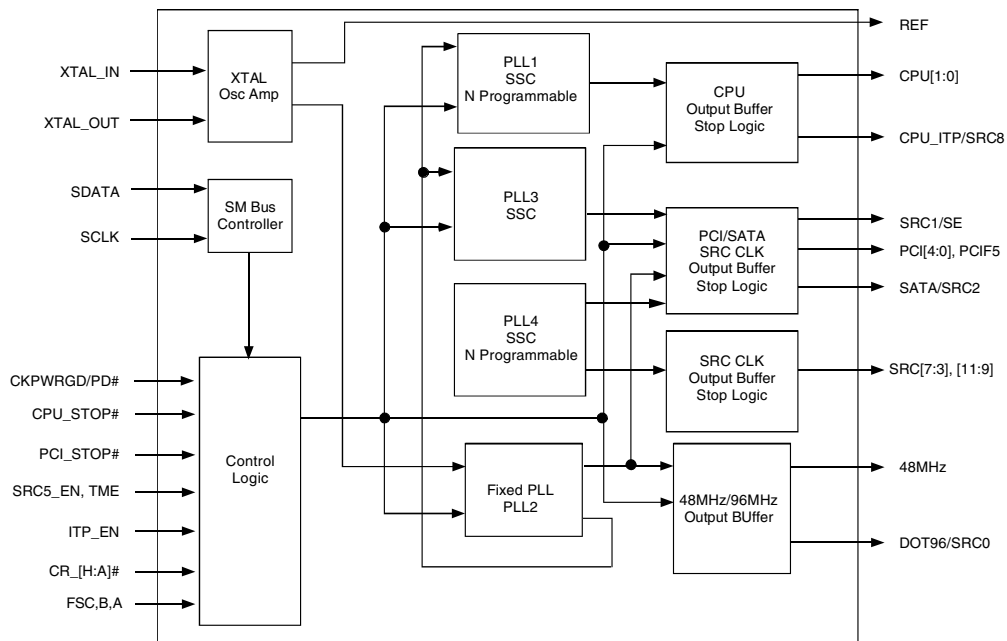 REF
XTAL_IN
XTAL_OUT
XTAL
Osc Amp
PLL1
SSC
N Programmable
CPU
Output Buffer
Stop Logic
CPU[1:0]
CPU_ITP/SRC8
SDATA
SCLK
SM Bus
Controller
PLL3
SSC
PCI/SATA
SRC CLK
Output Buffer
Stop Logic
SRC1/SE
PCI[4:0], PCIF5
SATA/SRC2
PLL4
SSC
N Programmable
SRC CLK
Output Buffer
Stop Logic
SRC[7:3], [11:9]
CKPWRGD/PD#
CPU_STOP#
PCI_STOP#
SRC5_EN, TME
ITP_EN
CR_[H:A]#
FSC,B,A
Control
Logic
Fixed PLL
PLL2
48MHz/96MHz
Output BUffer
48MHz
DOT96/SRC0